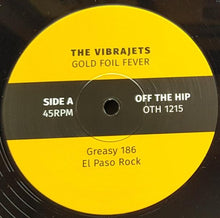 THE VIBRAJETS
GOLD FOIL FEVER
SIDE A OFF THE HIP
45RPM OTH 1215
Greasy 186
El Paso Rock